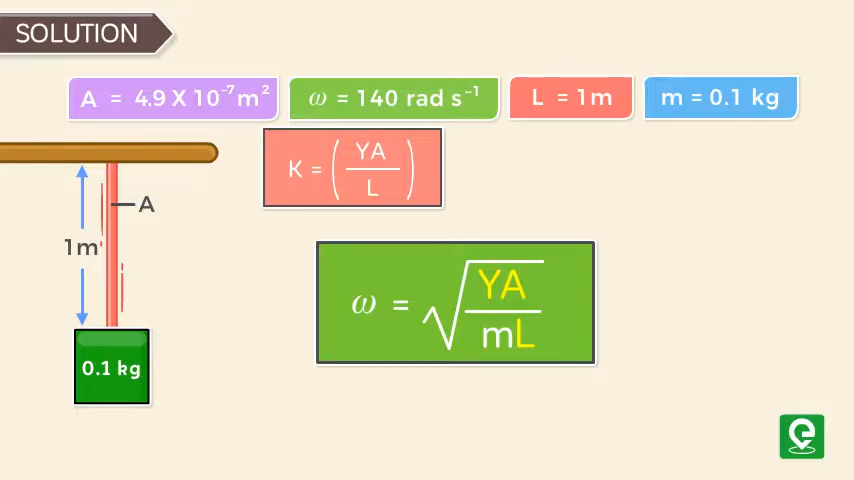 SOLUTION
A = 4.9 X 10⁻⁷m²
ω = 140 rad s⁻¹
L = 1m
m = 0.1 kg
K = (YA/L)
A
1m
ω = √(YA/mL)
0.1 kg